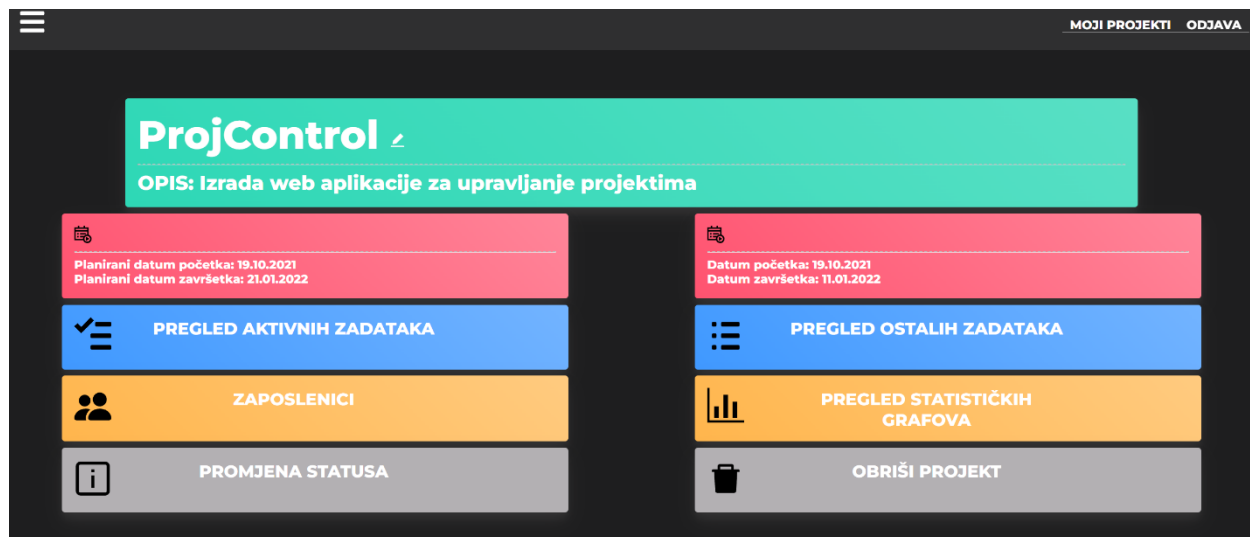 MOJI PROJEKTI ODJAVA
ProjControl
OPIS: Izrada web aplikacije za upravljanje projektima
Planirani datum početka: 19.10.2021
Planirani datum završetka: 21.01.2022
Datum početka: 19.10.2021
Datum završetka: 11.01.2022
PREGLED AKTIVNIH ZADATAKA
PREGLED OSTALIH ZADATAKA
ZAPOSLENICI
PREGLED STATISTIČKIH
GRAFOVA
PROMJENA STATUSA
OBRIŠI PROJEKT